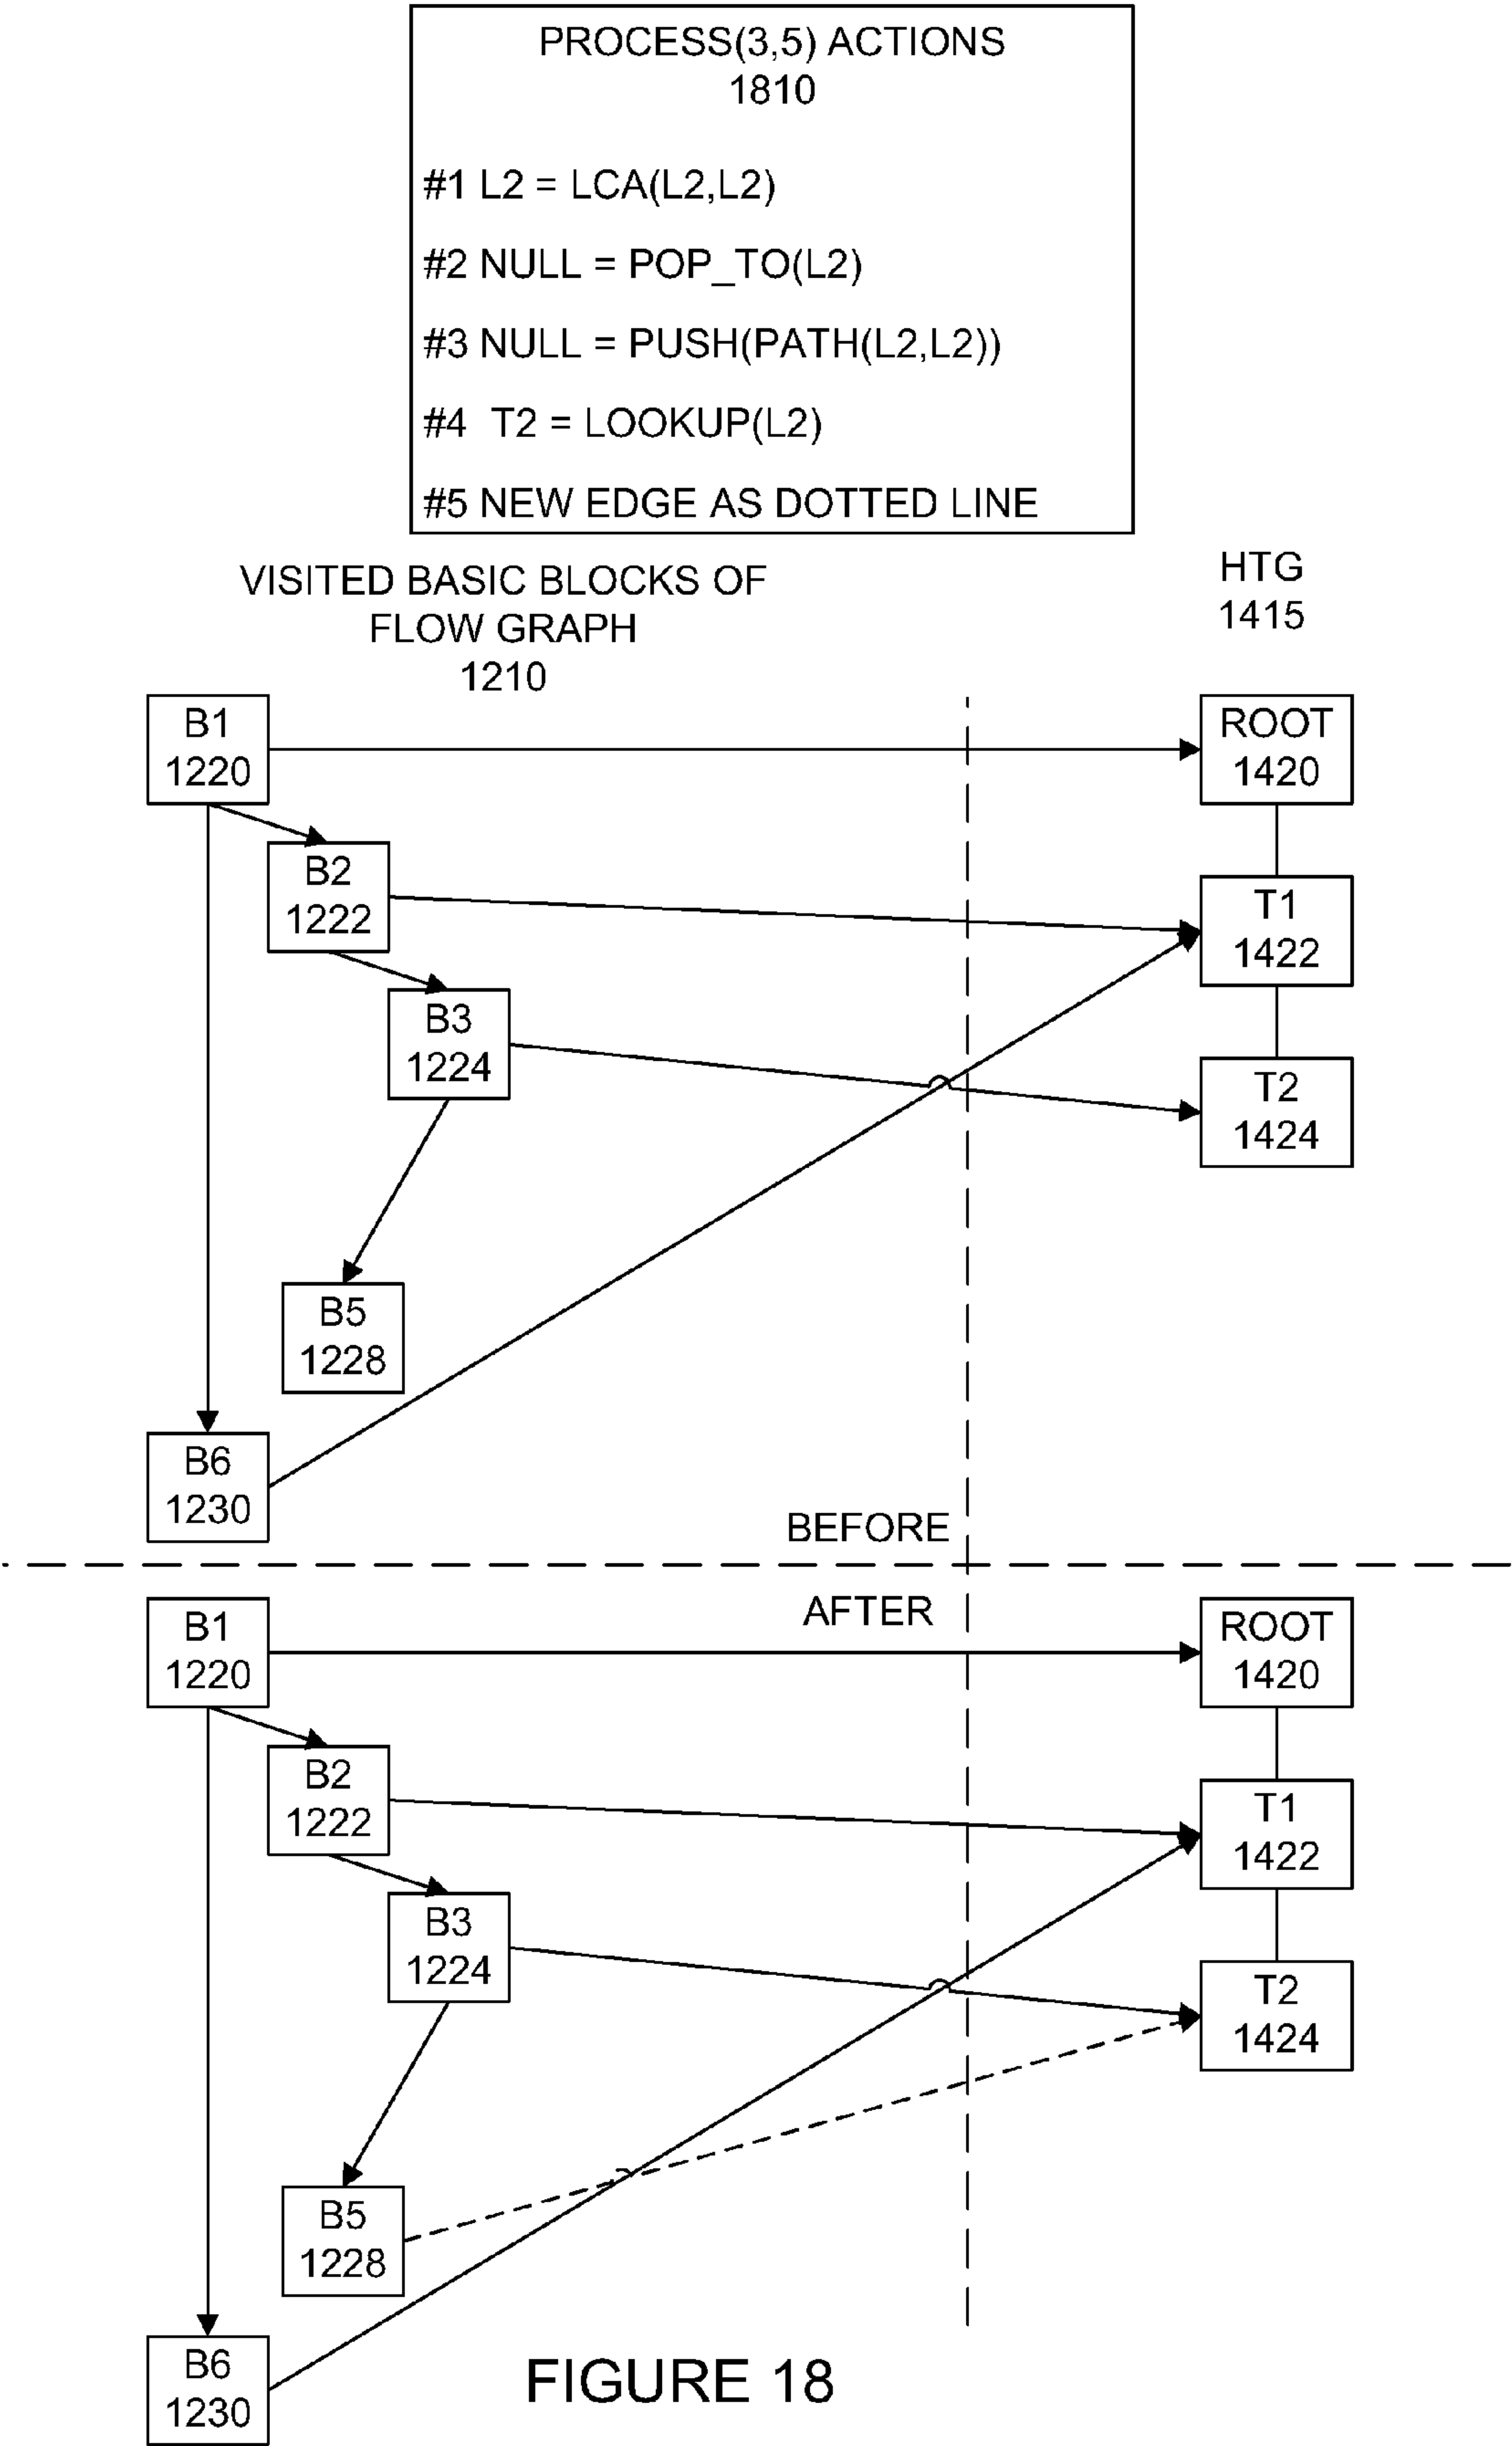 PROCESS(3,5) ACTIONS
1810
#1 L2 = LCA(L2,L2)
#2 NULL = POP_TO(L2)
#3 NULL = PUSH(PATH(L2,L2))
#4 T2 = LOOKUP(L2)
#5 NEW EDGE AS DOTTED LINE
VISITED BASIC BLOCKS OF
FLOW GRAPH
1210
HTG
1415
B1
1220
ROOT
1420
B2
1222
T1
1422
B3
1224
T2
1424
B5
1228
B6
1230
BEFORE
AFTER
B1
1220
ROOT
1420
B2
1222
T1
1422
B3
1224
T2
1424
B5
1228
B6
1230
FIGURE 18